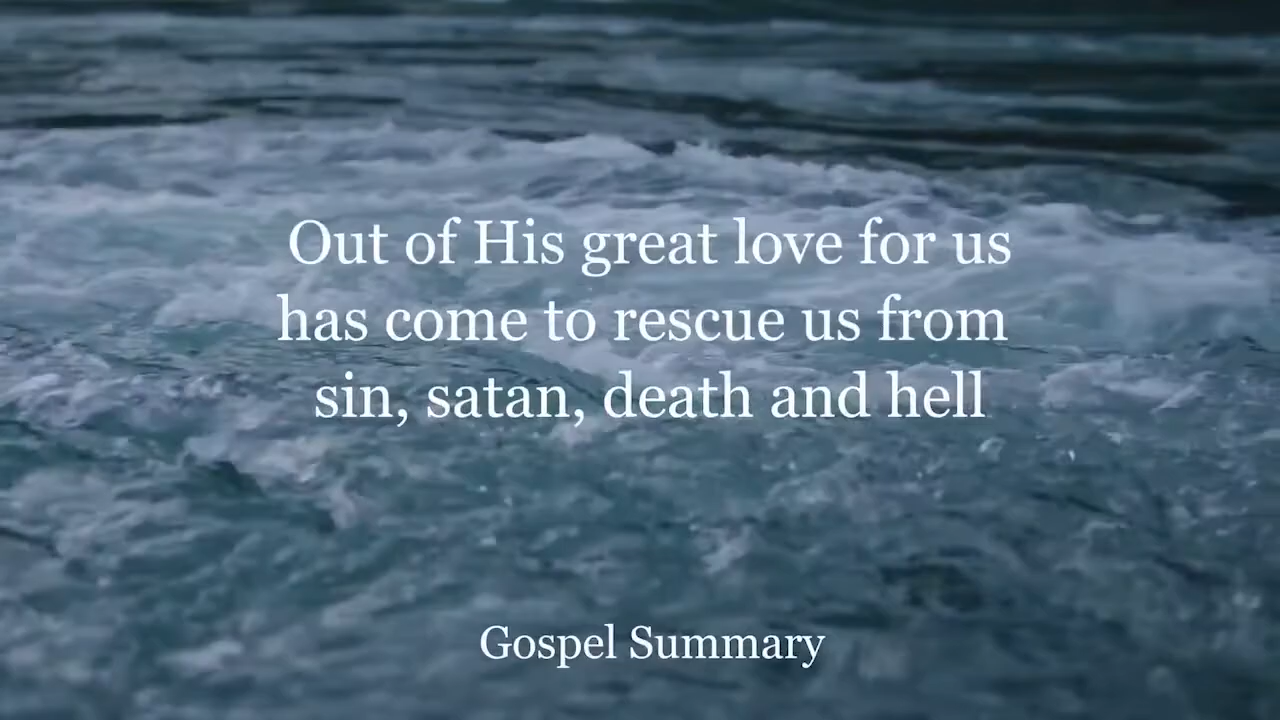 Out of His great love for us
has come to rescue us from
sin, satan, death and hell
Gospel Summary